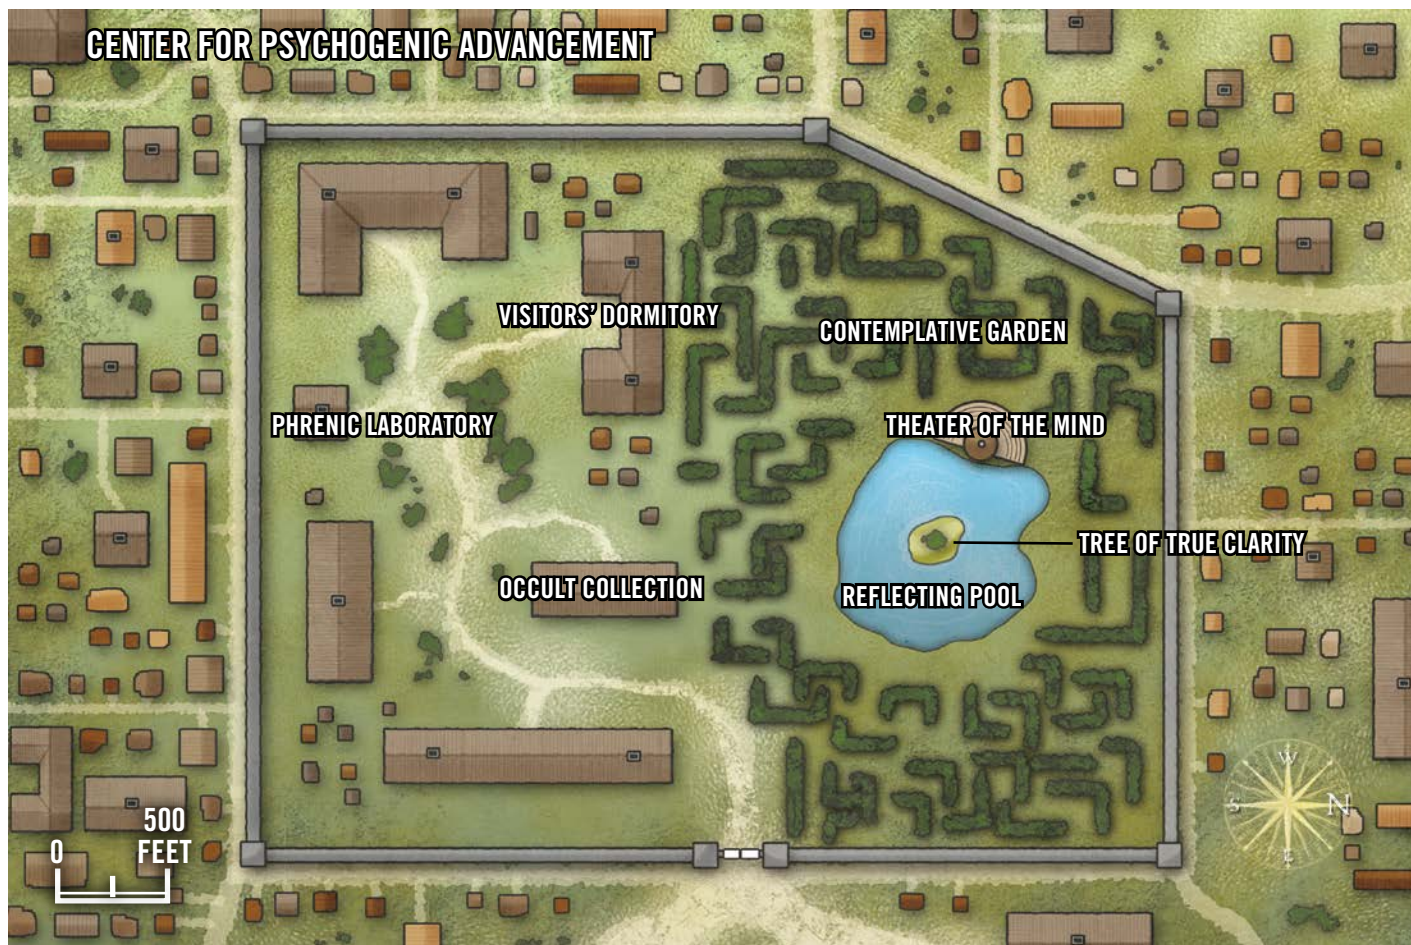 CENTER FOR PSYCHOGENIC ADVANCEMENT
VISITORS' DORMITORY
CONTEMPLATIVE GARDEN
PHRENIC LABORATORY
THEATER OF THE MIND
TREE OF TRUE CLARITY
OCCULT COLLECTION
REFLECTING POOL
W
S
N
E
500
0 FEET